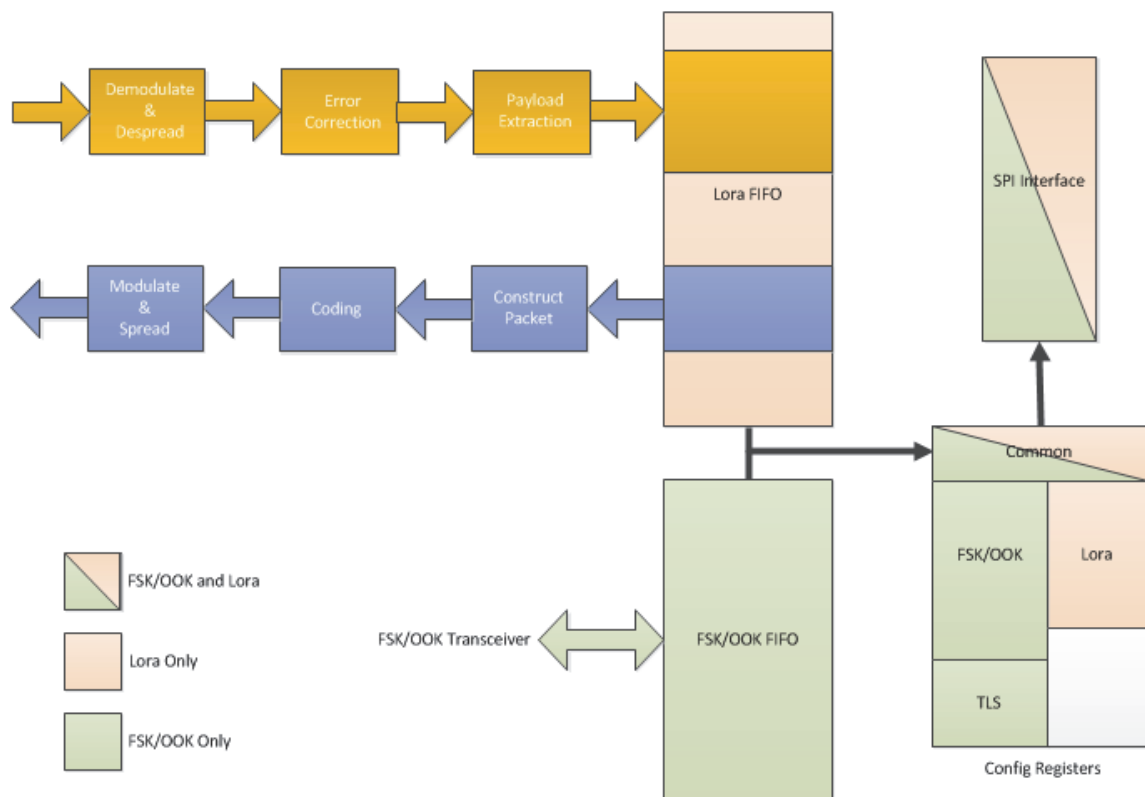 Demodulate
&
Despread
Error
Correction
Payload
Extraction
Lora FIFO
SPI Interface
Modulate
&
Spread
Coding
Construct
Packet
Common
FSK/OOK
Lora
TLS
Config Registers
FSK/OOK and Lora
Lora Only
FSK/OOK Only
FSK/OOK Transceiver
FSK/OOK FIFO